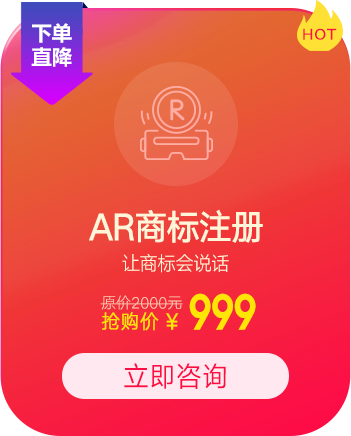 下单
直降
HOT
R
AR商标注册
让商标会说话
原价2000元
抢购价￥999
立即咨询